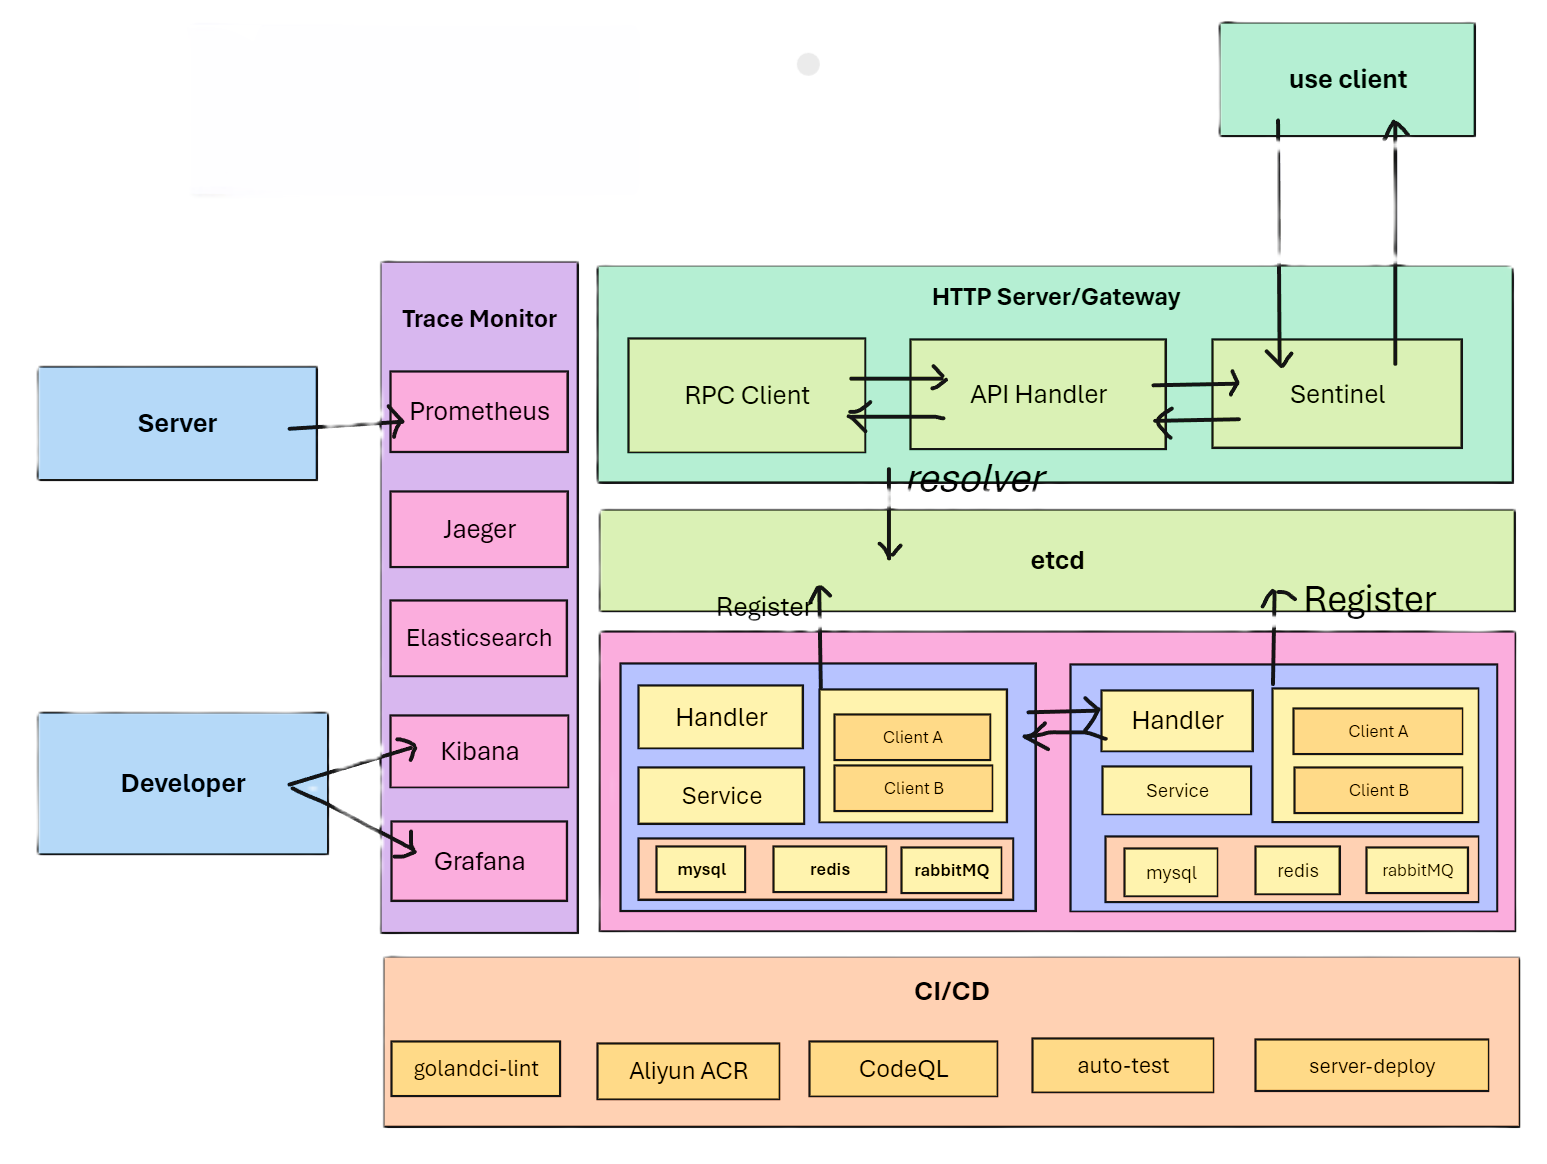 use client
HTTP Server/Gateway
Trace Monitor
RPC Client
API Handler
Sentinel
Prometheus
Server
resolver
Jaeger
etcd
Register
Register
Elasticsearch
Handler
Client A
Handler
Client A
Kibana
Developer
Service
Client B
Service
Client B
Grafana
mysql
redis
rabbitMQ
mysql
redis
rabbitMQ
CI/CD
golandci-lint
Aliyun ACR
CodeQL
auto-test
server-deploy